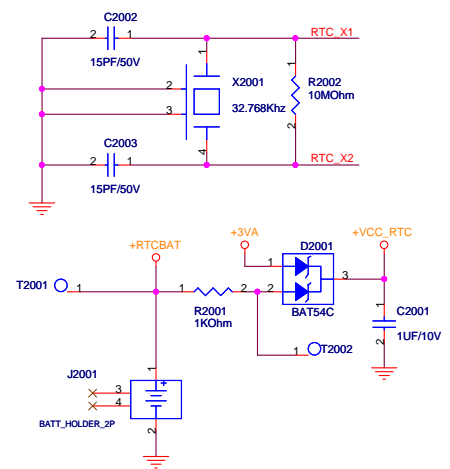 C2002
2 1 1 RTC_X1
15PF/50V
2 X2001 1 R2002
3 32.768Khz 10MOhm
2
C2003 4
2 1 RTC_X2
15PF/50V
+RTCBAT +3VA D2001 +VCC_RTC
1
T2001 1 1 2 2 3
R2001 BAT54C 1 C2001
1KOhm 1UF/10V
1 T2002 2
J2001 1
3 +
4
BATT_HOLDER_2P
2